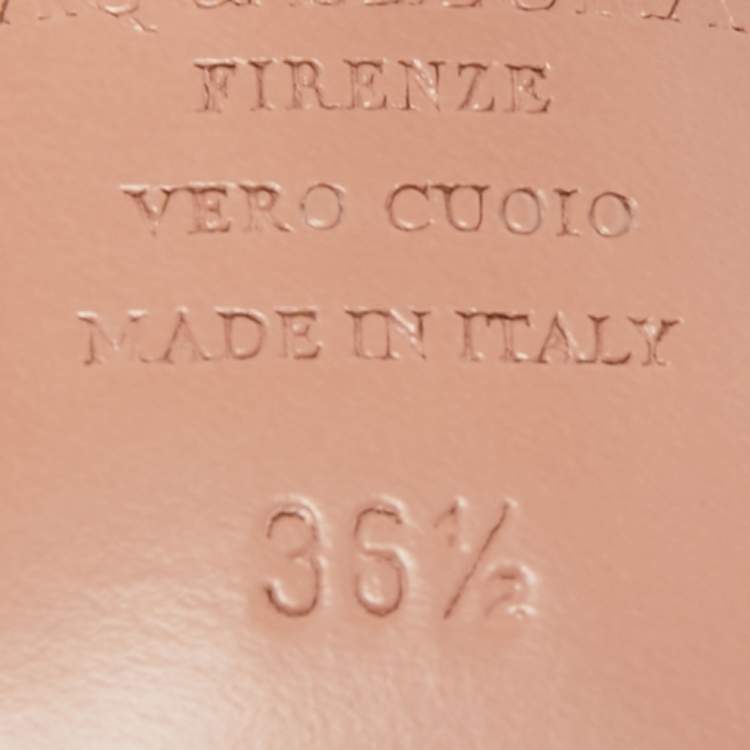 FIRENZE
VERO CUOIO
MADE IN ITALY
36½